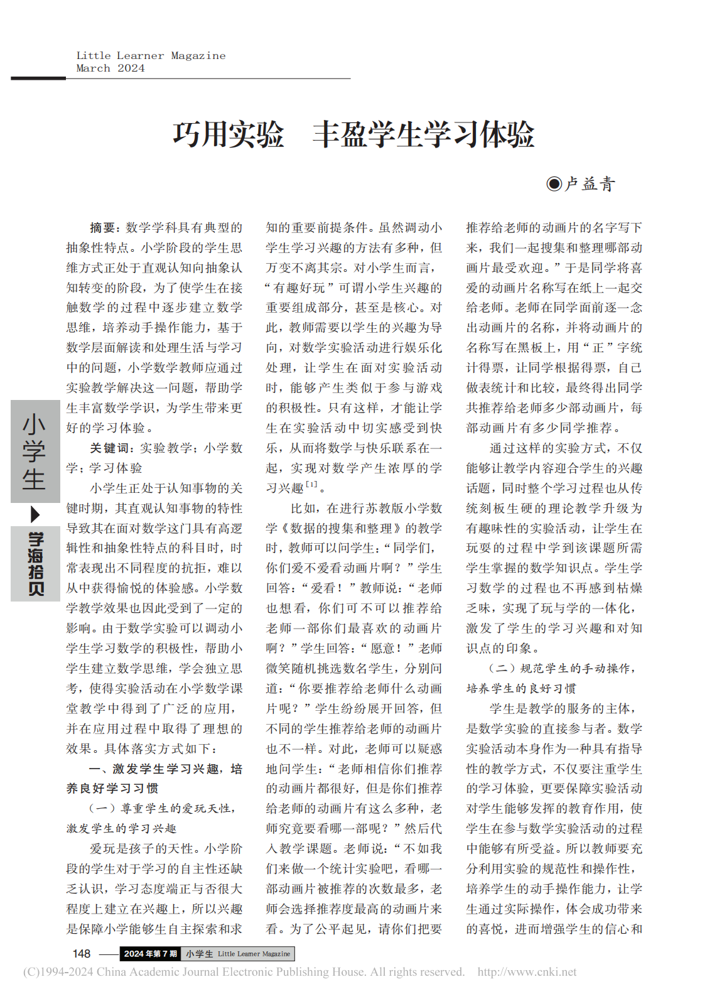 Little Learner Magazine
March 2024
巧用实验 丰盈学生学习体验
◉卢益青
摘要：数学学科具有典型的
抽象性特点。小学阶段的学生思
维方式正处于直观认知向抽象认
知转变的阶段，为了使学生在接
触数学的过程中逐步建立数学
思维，培养动手操作能力，基于
数学层面解读和处理生活与学习
中的问题，小学数学教师应通过
实验教学解决这一问题，帮助学
生丰富数学学识，为学生带来更
好的学习体验。
关键词：实验教学；小学数
学；学习体验
小学生正处于认知事物的关
键时期，其直观认知事物的特性
导致其在面对数学这门具有高逻
辑性和抽象性特点的科目时，时
常表现出不同程度的抗拒，难以
从中获得愉悦的体验感。小学数
学教学效果也因此受到了一定的
影响。由于数学实验可以调动小
学生学习数学的积极性，帮助小
学生建立数学思维，学会独立思
考，使得实验活动在小学数学课
堂教学中得到了广泛的应用，
并在应用过程中取得了理想的
效果。具体落实方式如下：
一、激发学生学习兴趣，培
养良好学习习惯
（一）尊重学生的爱玩天性，
激发学生的学习兴趣
爱玩是孩子的天性。小学阶
段的学生对于学习的自主性还缺
乏认识，学习态度端正与否很大
程度上建立在兴趣上，所以兴趣
是保障小学能够生自主探索和求
知的重要前提条件。虽然调动小
学生学习兴趣的方法有多种，但
万变不离其宗。对小学生而言，
“有趣好玩”可谓小学生兴趣的
重要组成部分，甚至是核心。对
此，教师需要以学生的兴趣为导
向，对数学实验活动进行娱乐化
处理，让学生在面对实验活动
时，能够产生类似于参与游戏
的积极性。只有这样，才能让学
生在实验活动中切实感受到快
乐，从而将数学与快乐联系在一
起，实现对数学产生浓厚的学
习兴趣[1]。
比如，在进行苏教版小学数
学《数据的搜集和整理》的教学
时，教师可以问学生：“同学们，
你们爱不爱看动画片啊？”学生
回答：“爱看！”教师说：“老师
也想看，你们可不可以推荐给
老师一部你们最喜欢的动画片
啊？”学生回答：“愿意！”老师
微笑随机挑选数名学生，分别问
道：“你要推荐给老师什么动画
片呢？”学生纷纷展开回答，但
不同的学生推荐给老师的动画片
也不一样。对此，老师可以疑惑
地问学生：“老师相信你们推荐
的动画片都很好，但是你们推荐
给老师的动画片有这么多种，老
师究竟要看哪一部呢？”然后代
入教学课题。老师说：“不如我
们来做一个统计实验吧，看哪一
部动画片被推荐的次数最多，老
师会选择推荐度最高的动画片来
看。为了公平起见，请你们把要
推荐给老师的动画片的名字写下
来，我们一起搜集和整理哪部动
画片最受欢迎。”于是同学将喜
爱的动画片名称写在纸上一起交
给老师。老师在同学面前逐一念
出动画片的名称，并将动画片的
名称写在黑板上，用“正”字统
计得票，让同学根据得票，自己
做表统计和比较，最终得出同学
共推荐给老师多少部动画片，每
部动画片有多少同学推荐。
通过这样的实验方式，不仅
能够让教学内容迎合学生的兴趣
话题，同时整个学习过程也从传
统刻板生硬的理论教学升级为
有趣味性的实验活动，让学生在
玩耍的过程中学到该课题所需
学生掌握的数学知识点。学生学
习数学的过程也不再感到枯燥
乏味，实现了玩与学的一体化，
激发了学生的学习兴趣和对知
识点的印象。
（二）规范学生的手动操作，
培养学生的良好习惯
学生是教学的服务的主体，
是数学实验的直接参与者。数学
实验活动本身作为一种具有指导
性的教学方式，不仅要注重学生
的学习体验，更要保障实验活动
对学生能够发挥的教育作用，使
学生在参与数学实验活动的过程
中能够有所受益。所以教师要充
分利用实验的规范性和操作性，
培养学生的动手操作能力，让学
生通过实际操作，体会成功带来
的喜悦，进而增强学生的信心和
小学生
学海拾贝
148 2024年第7期 小学生 Little Learner Magazine
(C)1994-2024 China Academic Journal Electronic Publishing House. All rights reserved. http://www.cnki.net